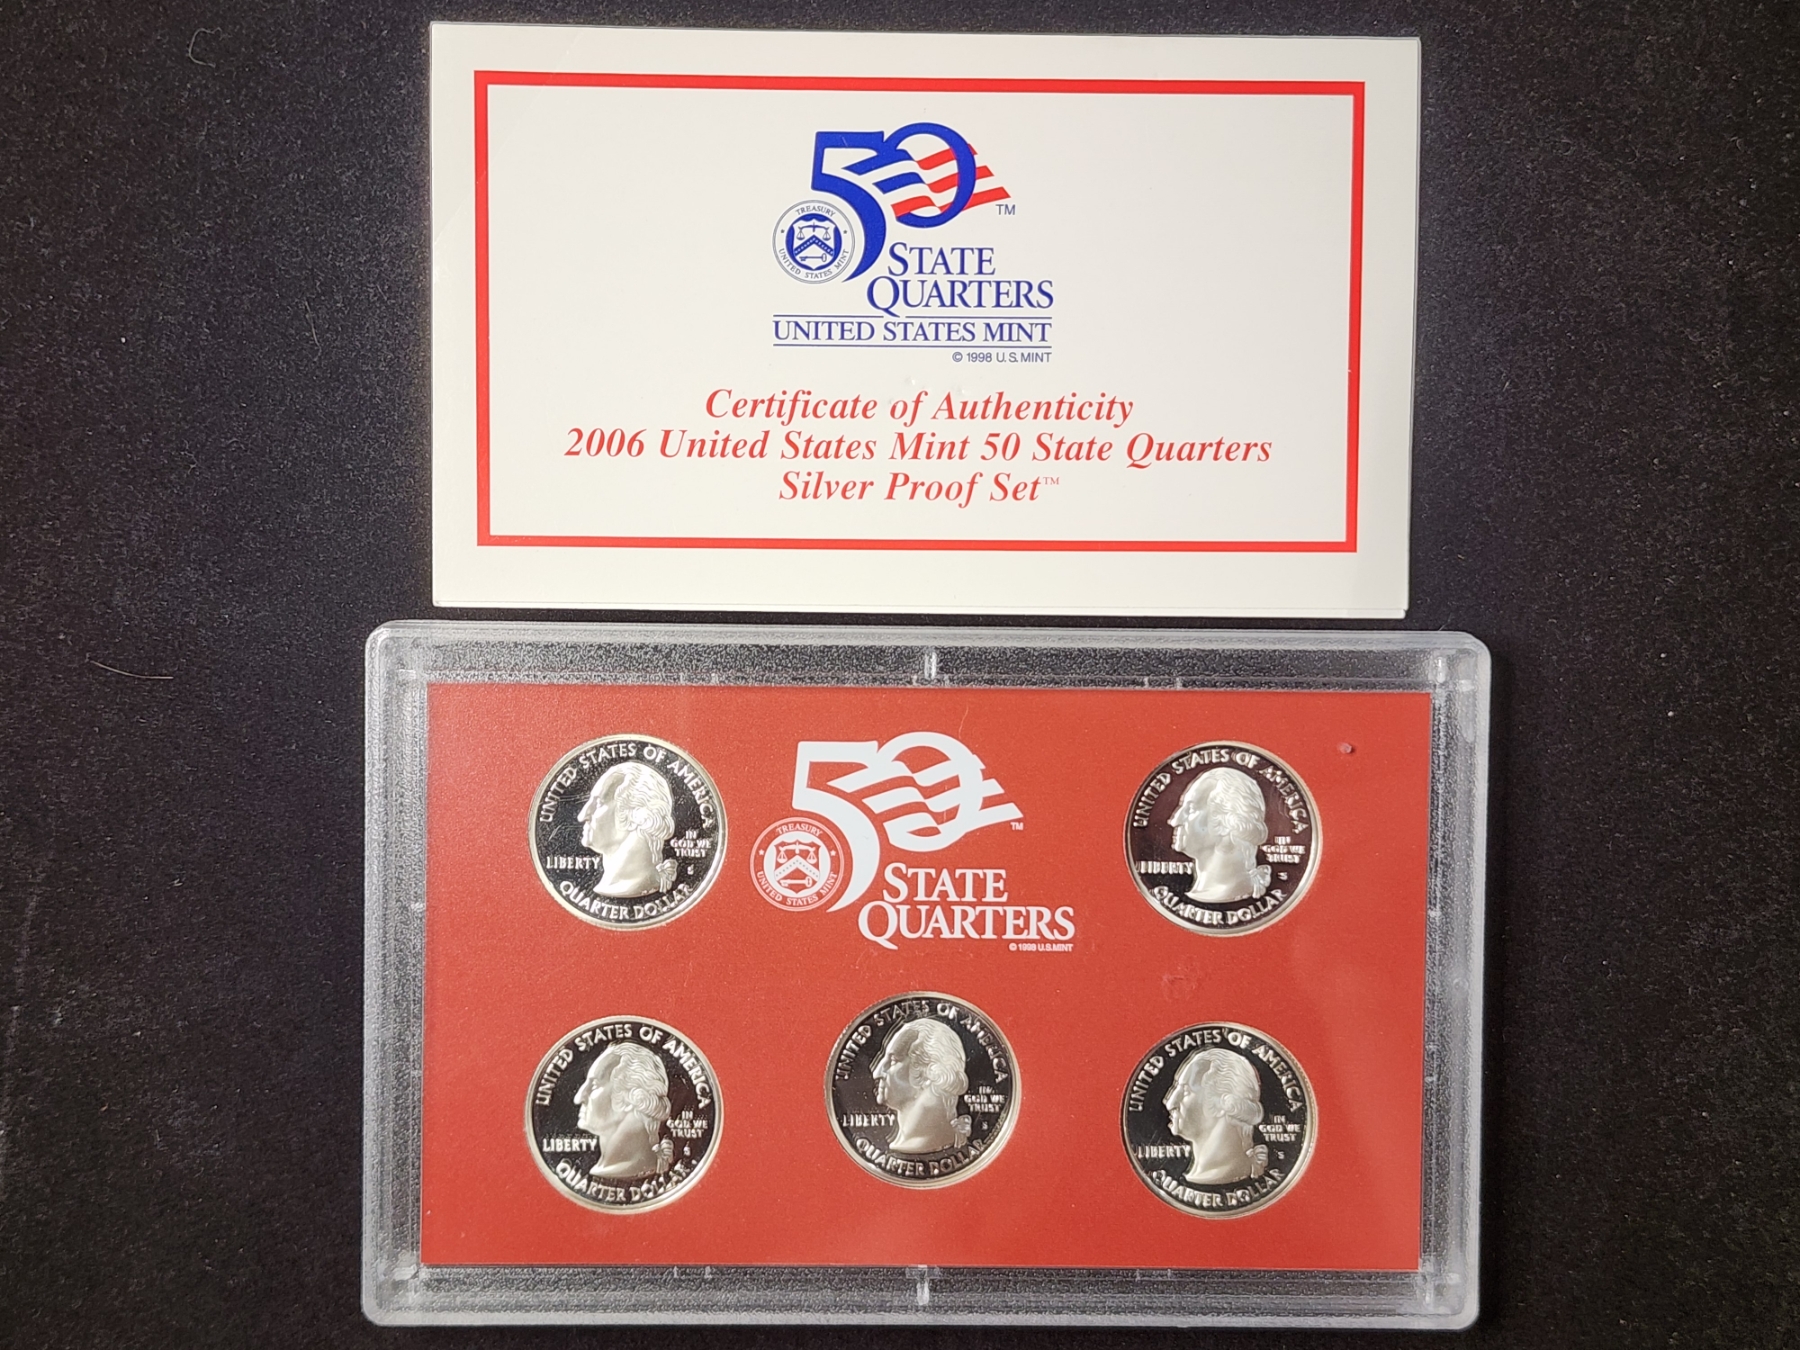 50
TM
TREASURY
UNITED STATES MINT
STATE
QUARTERS
UNITED STATES MINT
© 1998 U.S. MINT
Certificate of Authenticity
2006 United States Mint 50 State Quarters
Silver Proof Set™
UNITED STATES OF AMERICA
IN
GOD WE
TRUST
LIBERTY
S
QUARTER DOLLAR
50
TM
TREASURY
UNITED STATES MINT
STATE
QUARTERS
© 1998 U.S. MINT
UNITED STATES OF AMERICA
IN
GOD WE
TRUST
LIBERTY
S
QUARTER DOLLAR
UNITED STATES OF AMERICA
IN
GOD WE
TRUST
LIBERTY
S
QUARTER DOLLAR
UNITED STATES OF AMERICA
IN
GOD WE
TRUST
LIBERTY
S
QUARTER DOLLAR
UNITED STATES OF AMERICA
IN
GOD WE
TRUST
LIBERTY
S
QUARTER DOLLAR